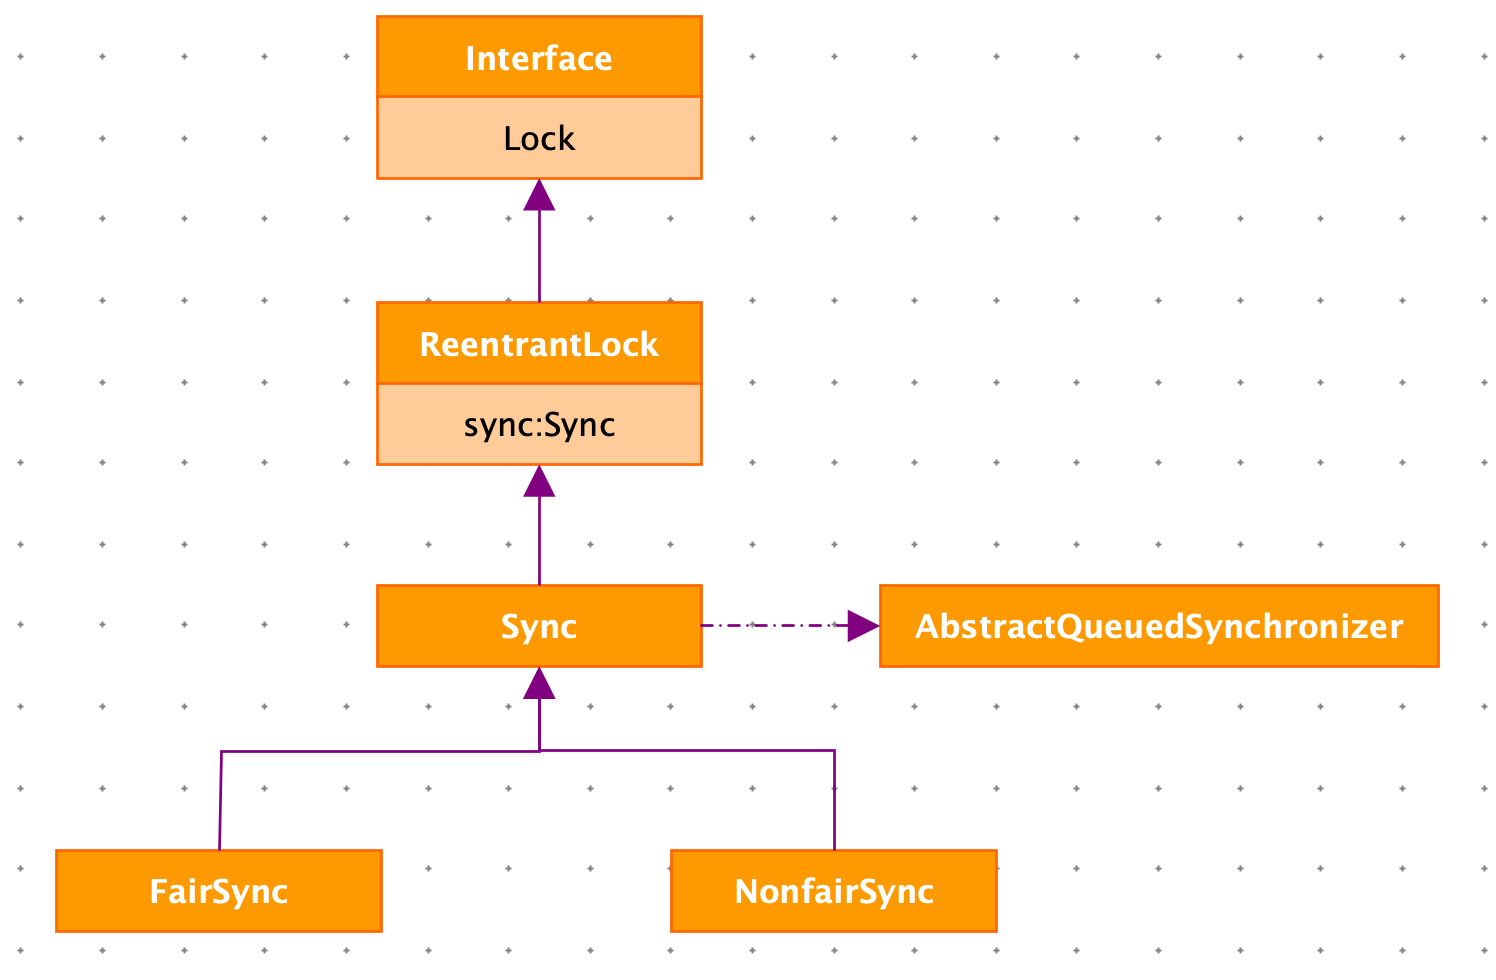 Interface
Lock
ReentrantLock
sync:Sync
Sync
AbstractQueuedSynchronizer
FairSync
NonfairSync